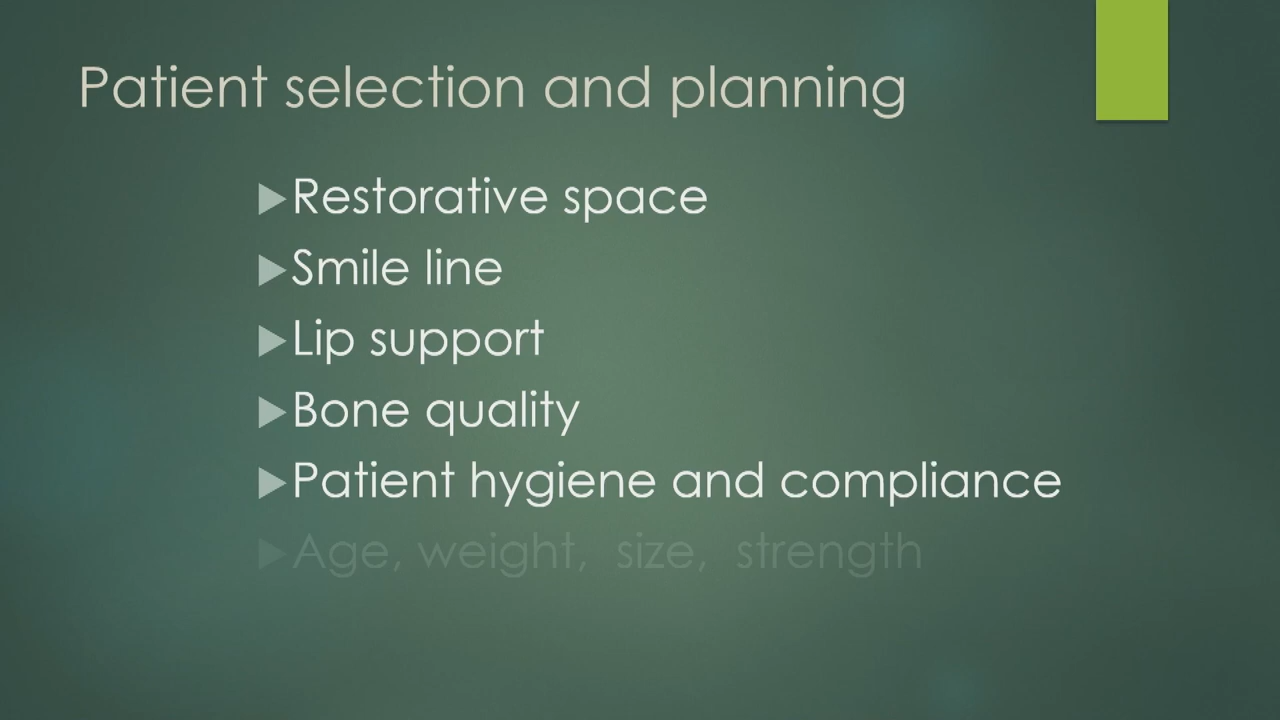 Patient selection and planning
Restorative space
Smile line
Lip support
Bone quality
Patient hygiene and compliance
Age, weight, size, strength